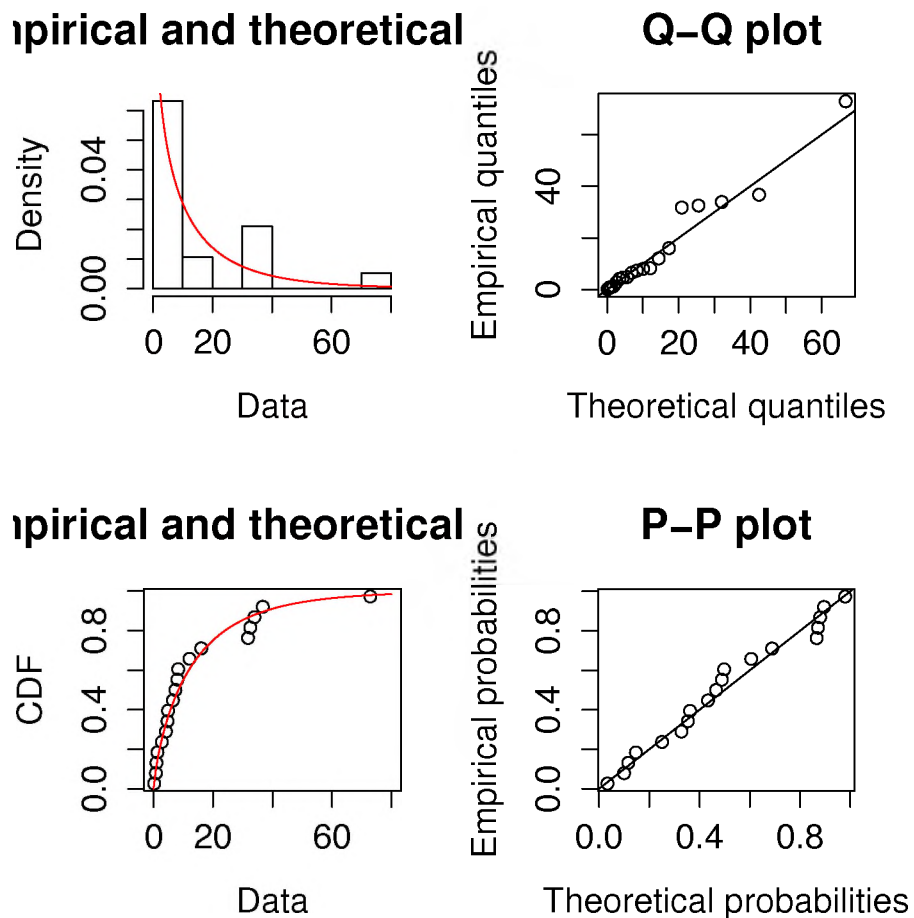 npirical and theoretical
Density
0.00 0.04
0 20 60
Data
Q−Q plot
Empirical quantiles
0 40
0 20 40 60
Theoretical quantiles
npirical and theoretical
CDF
0.0 0.4 0.8
0 20 60
Data
P−P plot
Empirical probabilities
0.0 0.4 0.8
0.0 0.4 0.8
Theoretical probabilities